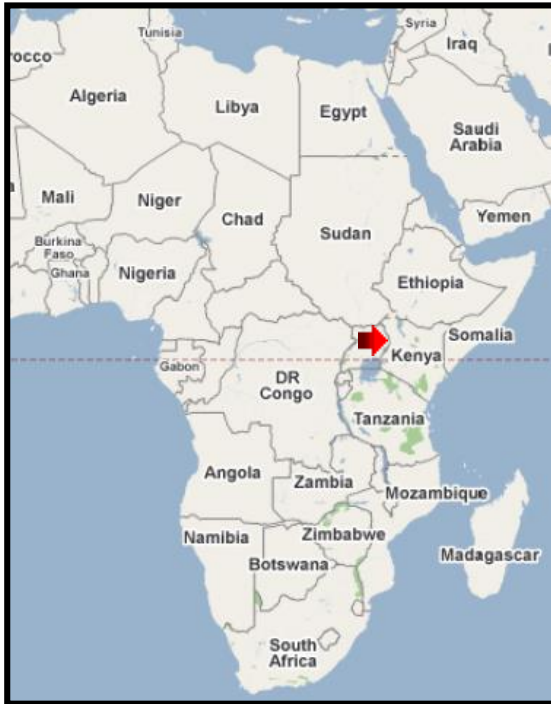 Syria
Tunisia
Iraq
rocco
Algeria
Libya
Egypt
Saudi
Arabia
Mali
Niger
Chad
Sudan
Yemen
Burkina
Faso
Ghana
Nigeria
Ethiopia
Somalia
Kenya
Gabon
DR
Congo
Tanzania
Angola
Zambia
Mozambique
Namibia
Zimbabwe
Botswana
Madagascar
South
Africa